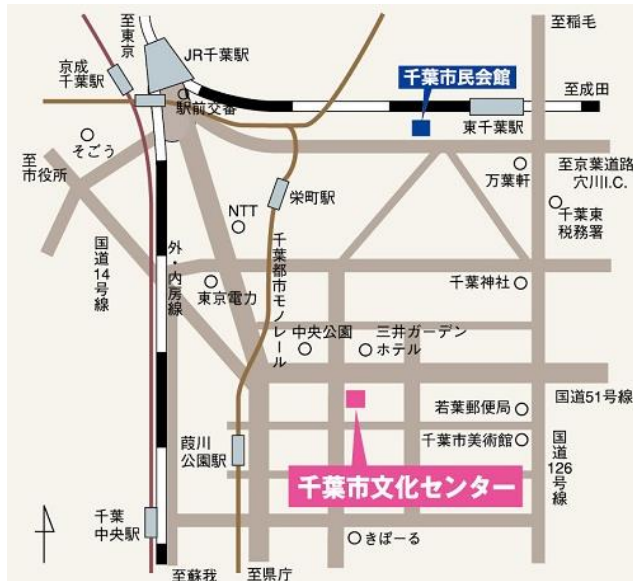 至東京
JR千葉駅
至稲毛
京成
千葉駅
千葉市民会館
至成田
駅前交番
東千葉駅
そごう
至
市役所
万葉軒
至京葉道路
穴川I.C.
栄町駅
千葉東
税務署
NTT
国道14号線
外・内房線
千葉都市モノレール
東京電力
千葉神社
中央公園
三井ガーデン
ホテル
国道51号線
若葉郵便局
千葉市美術館
葭川
公園駅
国道126号線
千葉市文化センター
千葉
中央駅
きぼーる
至蘇我
至県庁